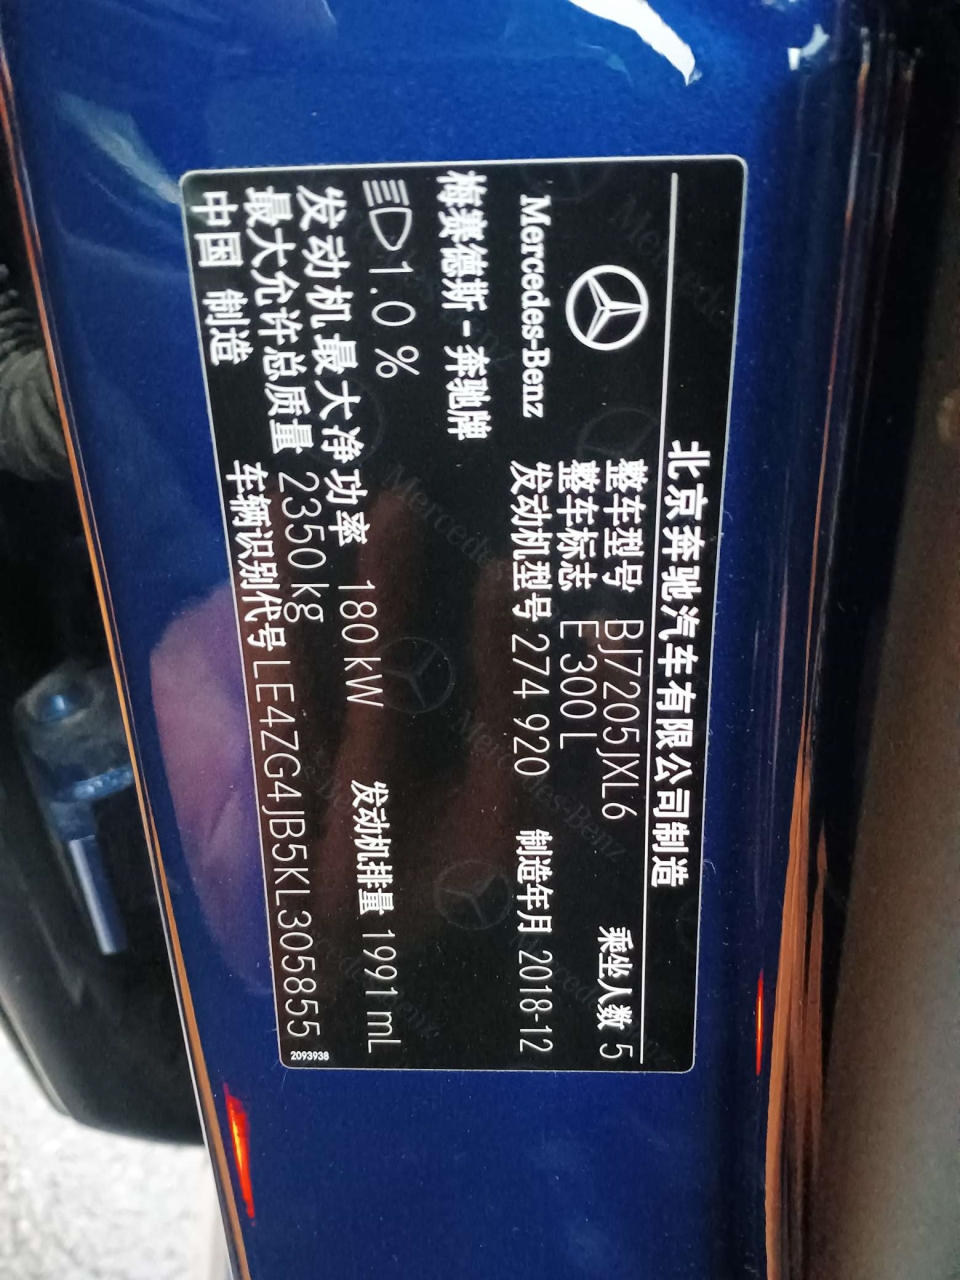 北京奔驰汽车有限公司制造
整车型号 BJ7205JXL6 乘坐人数 5
整车标志 E 300 L
Mercedes-Benz 发动机型号 274 920 制造年月 2018-12
梅赛德斯-奔驰牌
1.0 %
发动机最大净功率 180 kW 发动机排量 1991 mL
最大允许总质量 2350 kg
中国 制造 车辆识别代号 LE4ZG4JB5KL305855
2093938